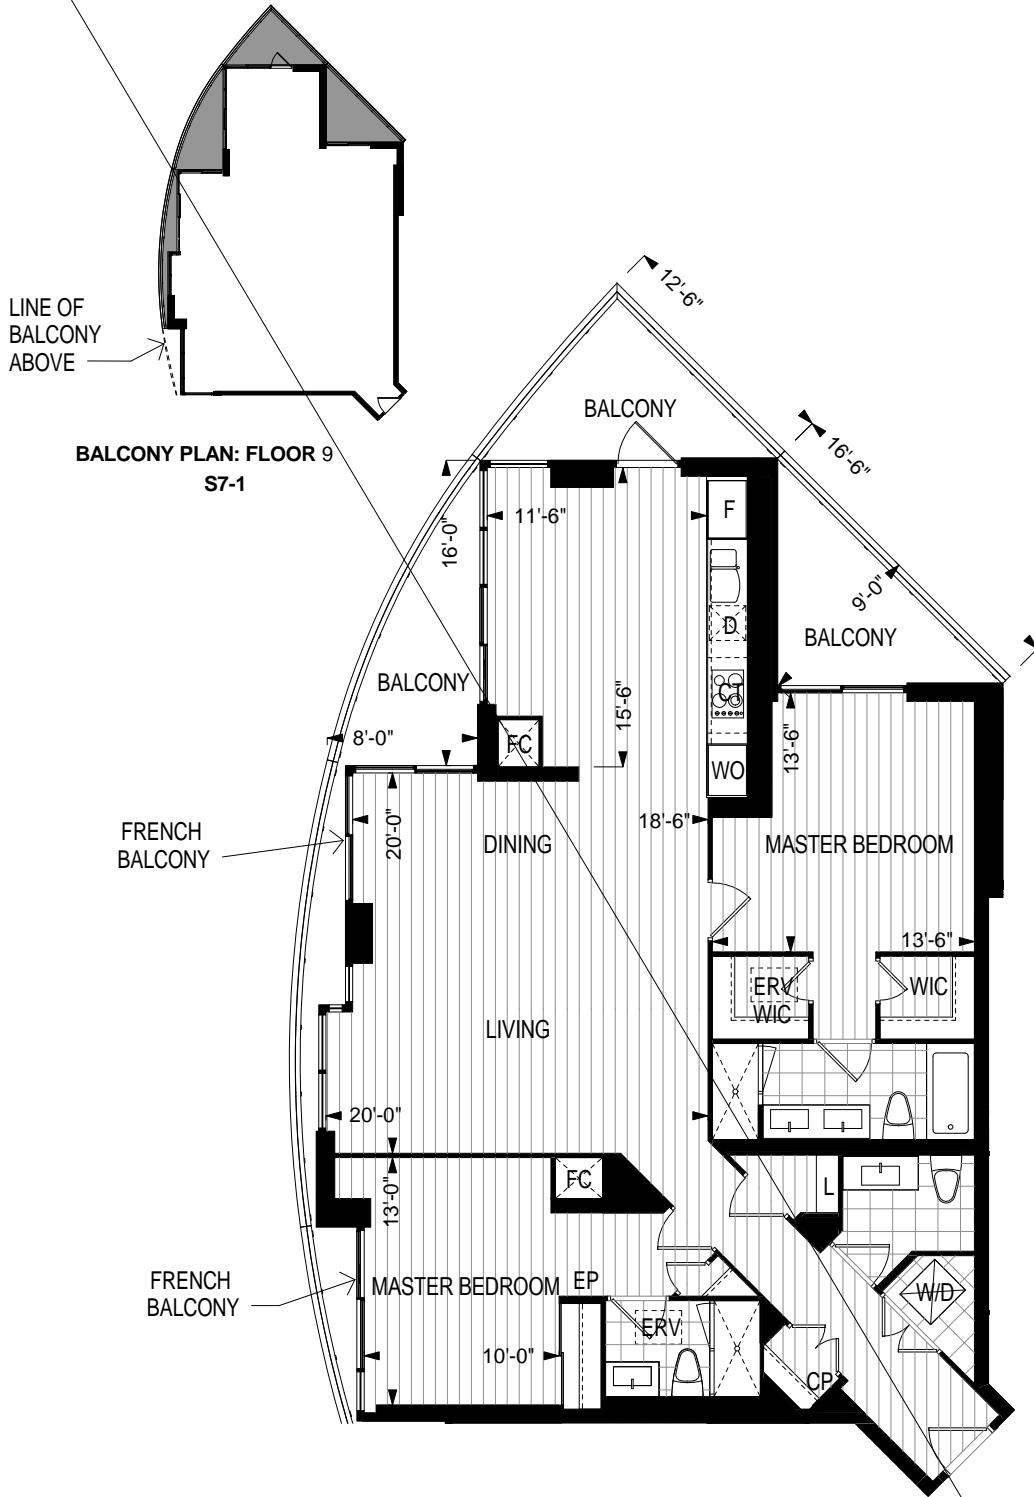 LINE OF
BALCONY
ABOVE
BALCONY PLAN: FLOOR 9
S7-1
12'-6"
BALCONY
16'-6"
16'-0"
11'-6"
F
9'-0"
D
BALCONY
BALCONY
CT
15'-6"
8'-0"
FC
13'-6"
WO
FRENCH
BALCONY
20'-0"
DINING
18'-6"
MASTER BEDROOM
13'-6"
ERV
WIC
WIC
LIVING
20'-0"
FC
L
13'-0"
FRENCH
BALCONY
MASTER BEDROOM
EP
W/D
ERV
10'-0"
CP